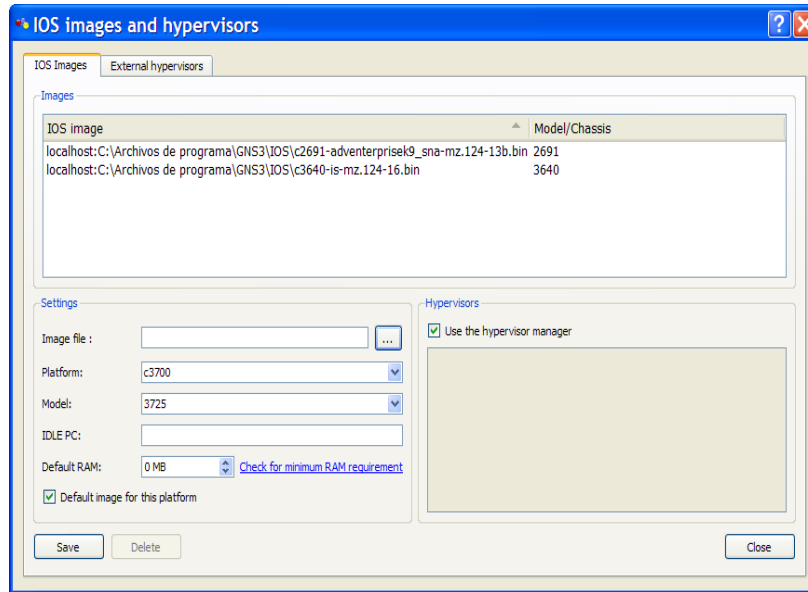 IOS images and hypervisors
IOS Images External hypervisors
Images
IOS image Model/Chassis
localhost:C:\Archivos de programa\GNS3\IOS\c2691-adventerprisek9_sna-mz.124-13b.bin 2691
localhost:C:\Archivos de programa\GNS3\IOS\c3640-is-mz.124-16.bin 3640
Settings Hypervisors
Image file : ... Use the hypervisor manager
Platform: c3700
Model: 3725
IDLE PC:
Default RAM: 0 MB Check for minimum RAM requirement
Default image for this platform
Save Delete Close